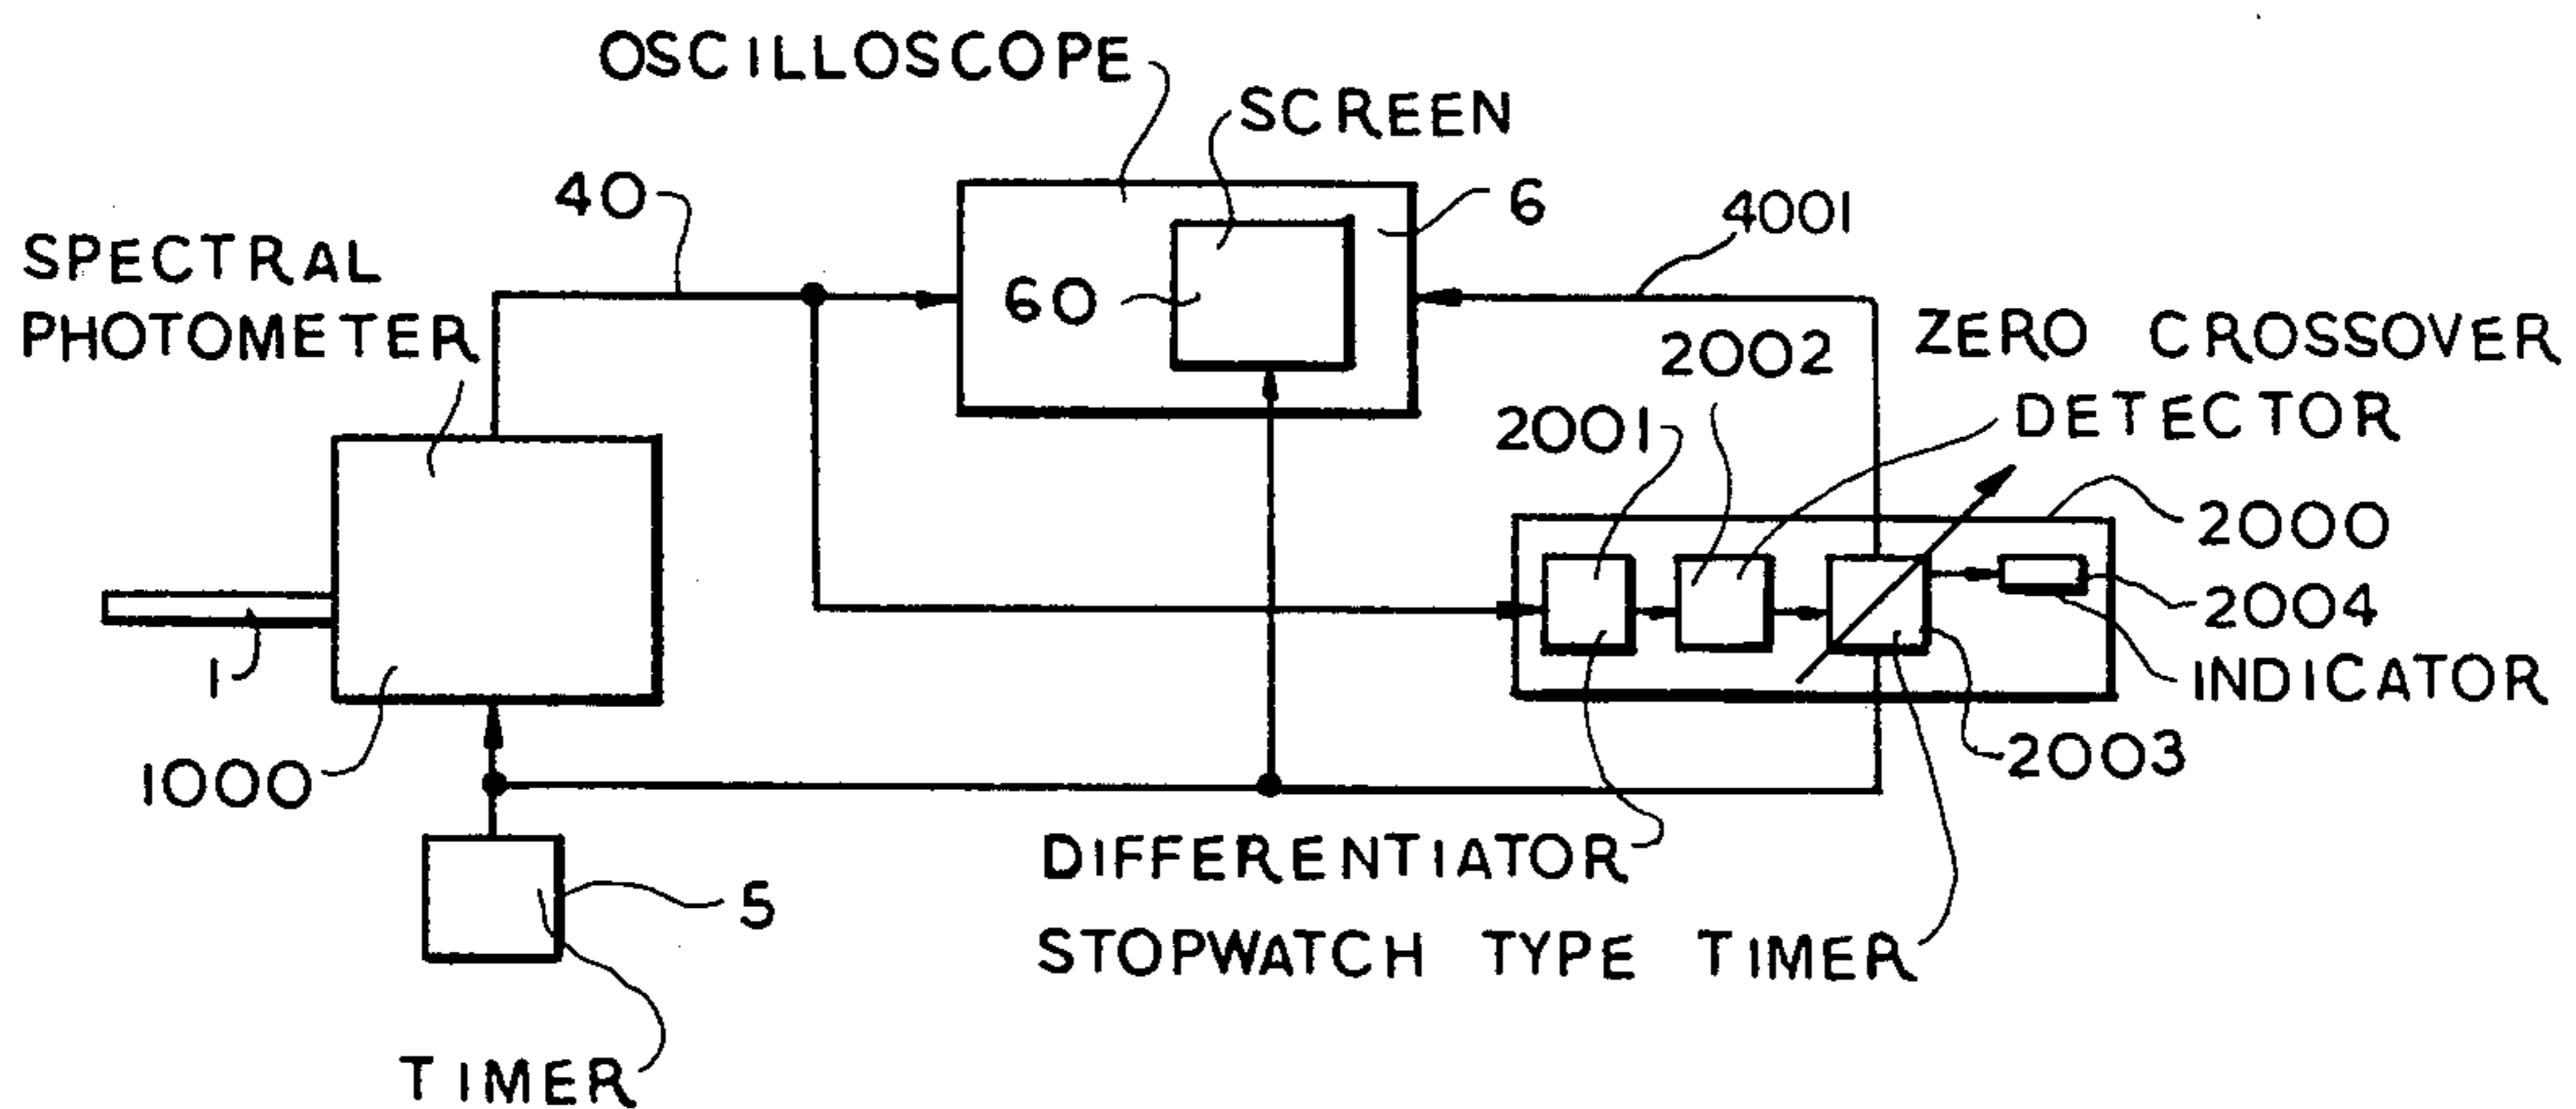 OSCILLOSCOPE
SCREEN
40
6
4001
SPECTRAL
PHOTOMETER
60
ZERO CROSSOVER
DETECTOR
2002
2001
2000
2004
INDICATOR
1
1000
2003
DIFFERENTIATOR
5
STOPWATCH TYPE TIMER
TIMER